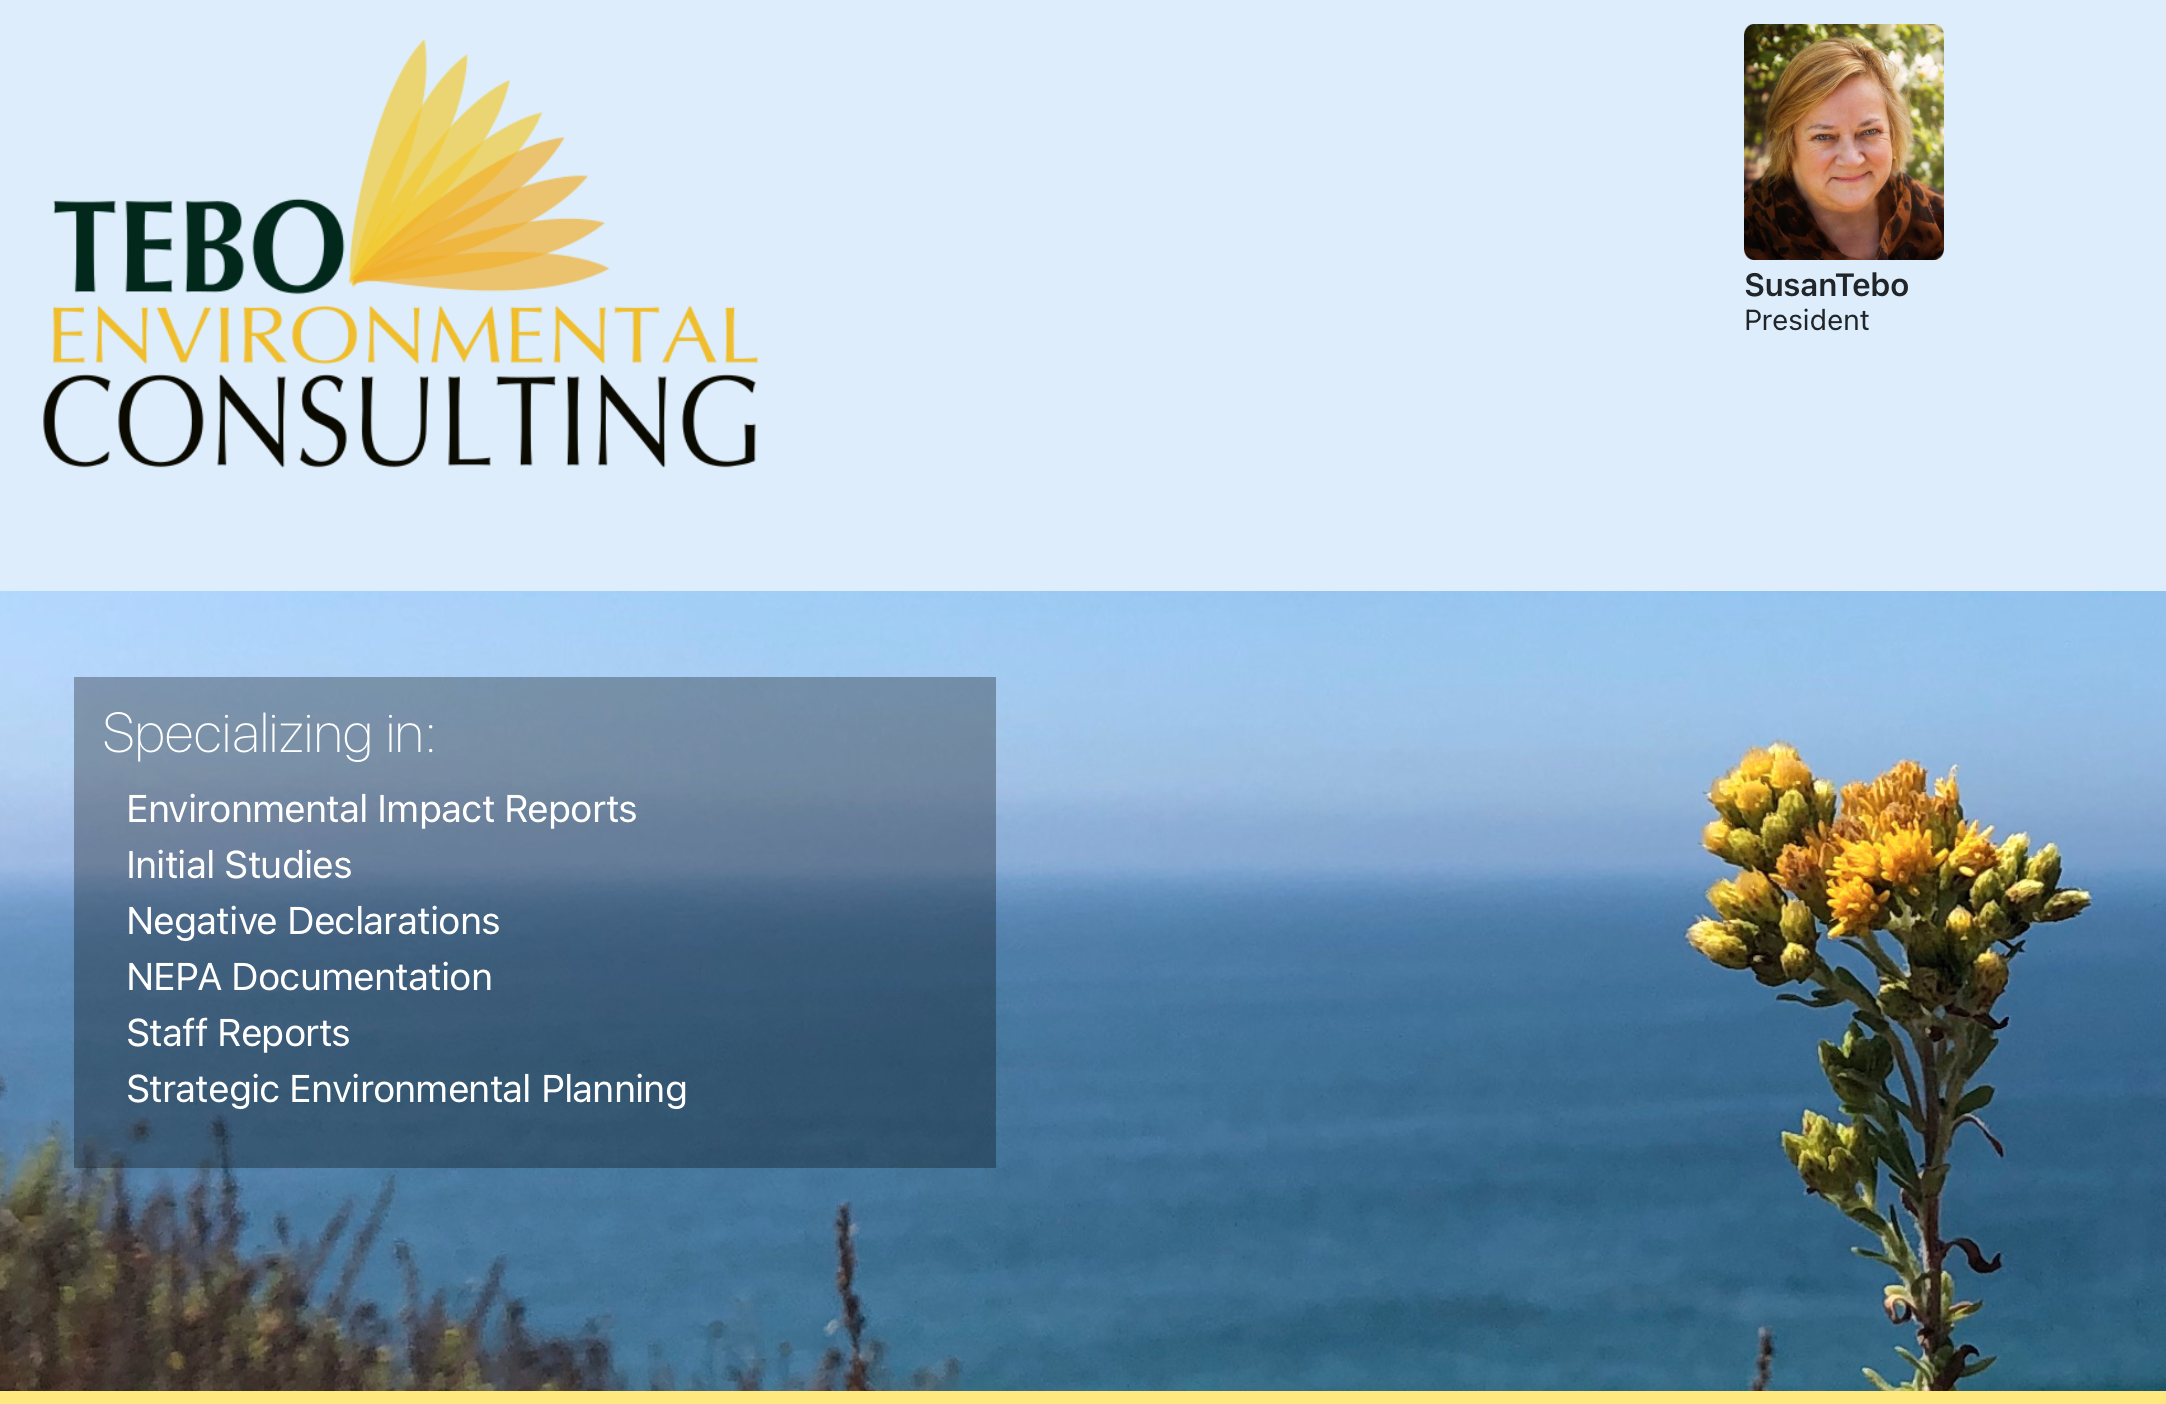 TEBO
ENVIRONMENTAL
CONSULTING
SusanTebo
President
Specializing in:
Environmental Impact Reports
Initial Studies
Negative Declarations
NEPA Documentation
Staff Reports
Strategic Environmental Planning